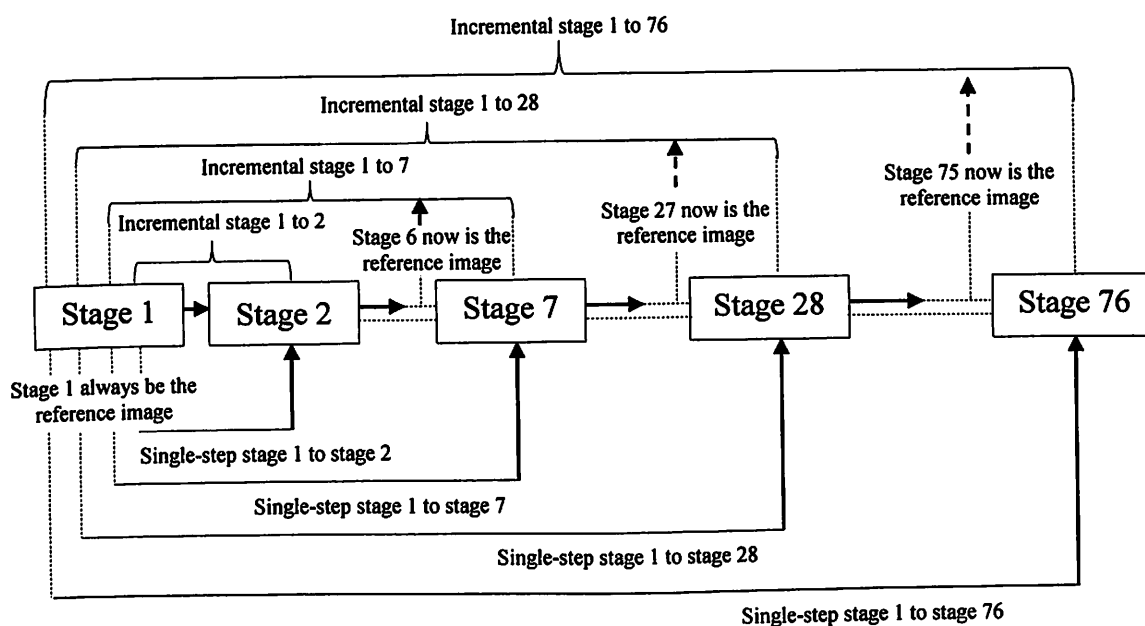 Incremental stage 1 to 76
Incremental stage 1 to 28
Incremental stage 1 to 7
Incremental stage 1 to 2
Stage 6 now is the
reference image
Stage 27 now is the
reference image
Stage 75 now is the
reference image
Stage 1
Stage 2
Stage 7
Stage 28
Stage 76
Stage 1 always be the
reference image
Single-step stage 1 to stage 2
Single-step stage 1 to stage 7
Single-step stage 1 to stage 28
Single-step stage 1 to stage 76